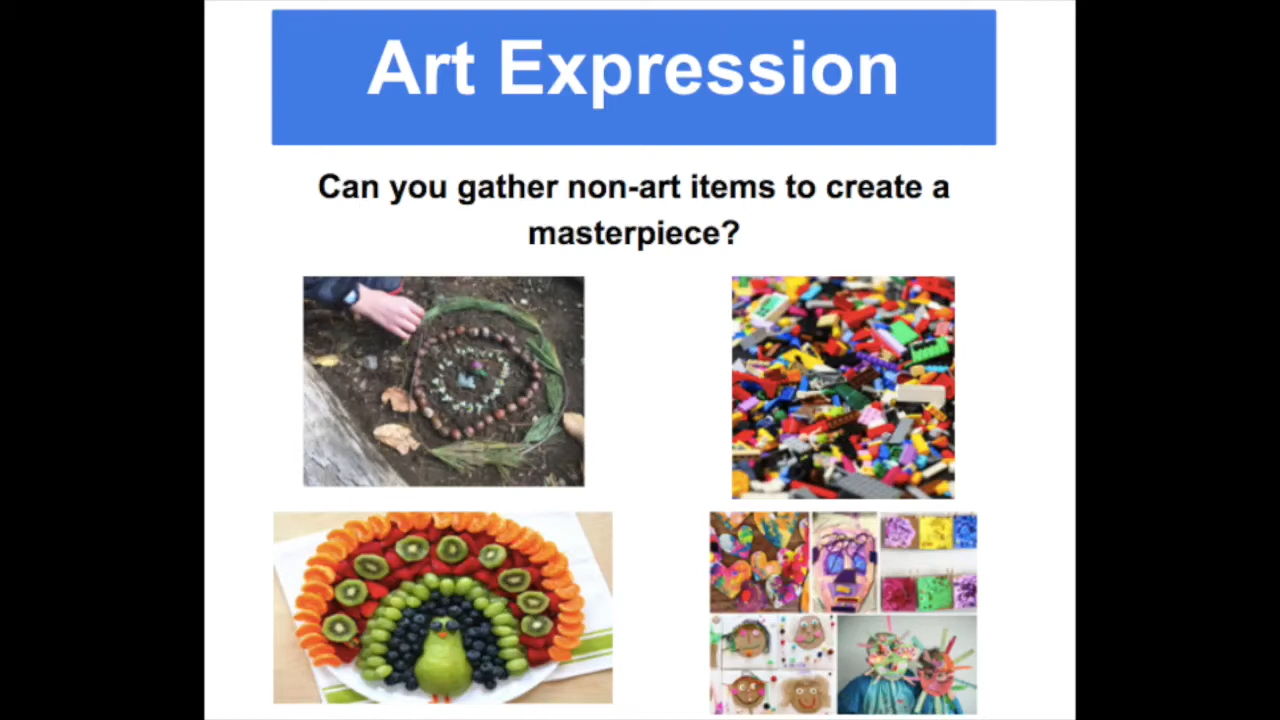 Art Expression
Can you gather non-art items to create a
masterpiece?